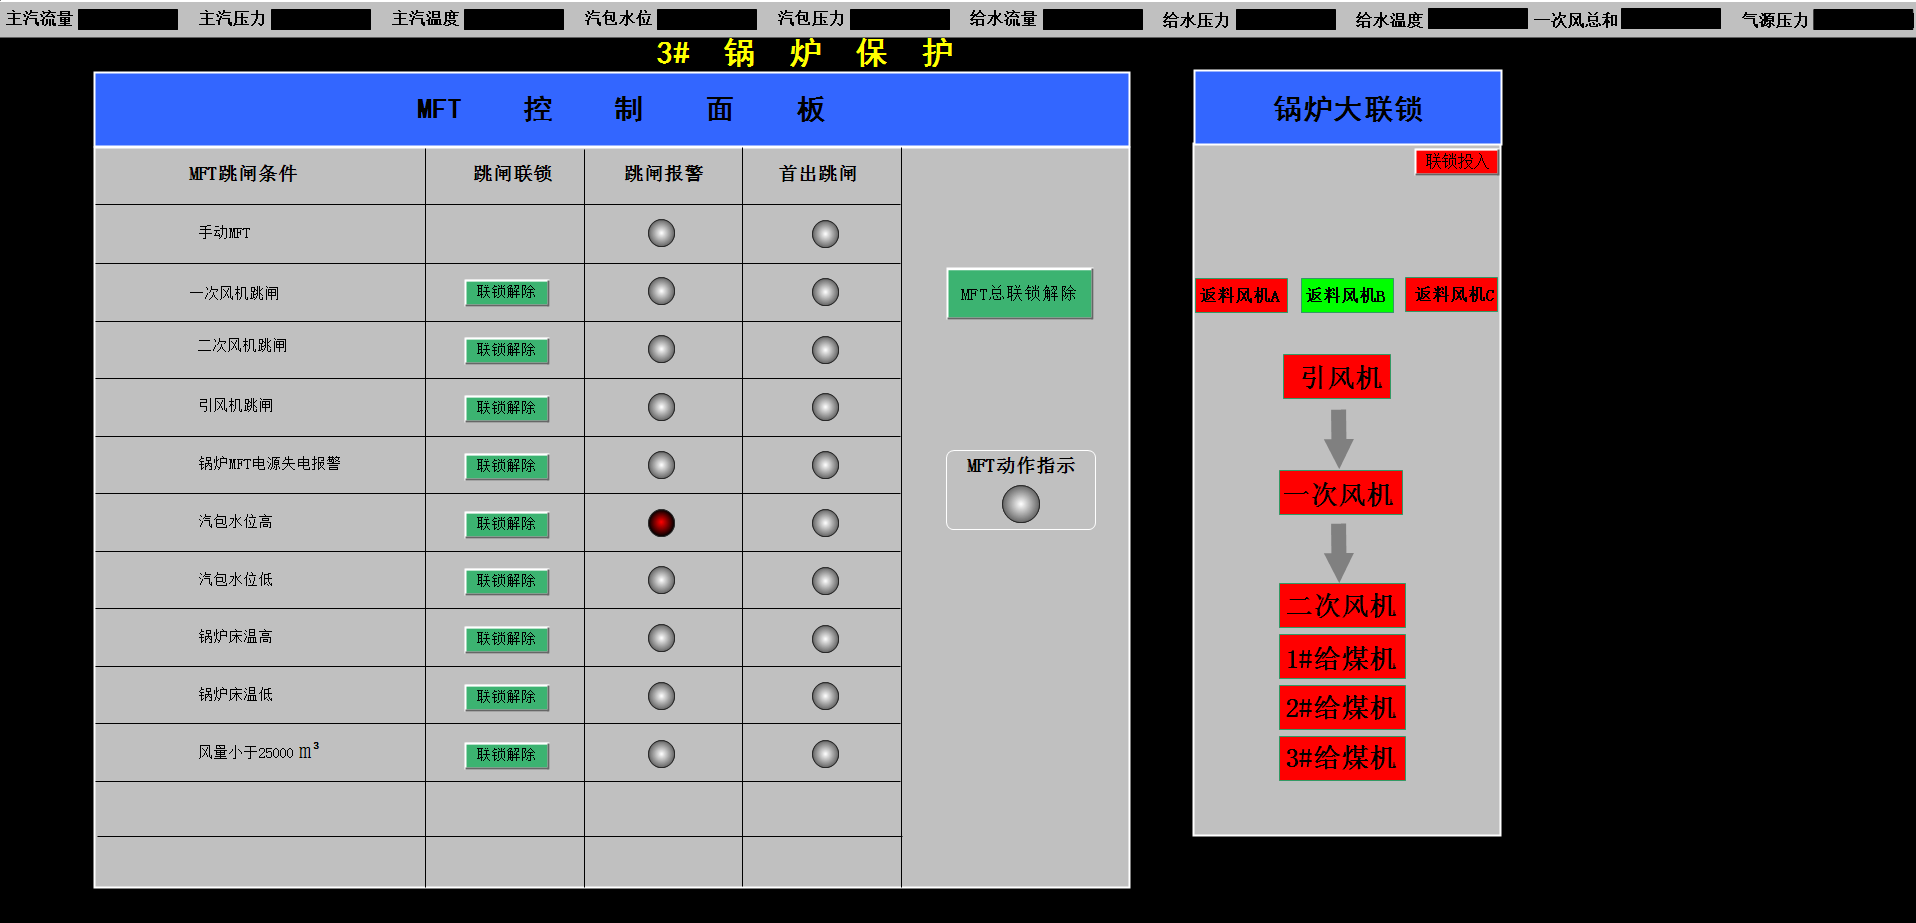 主汽流量 主汽压力 主汽温度 汽包水位 汽包压力 给水流量 给水压力 给水温度 一次风总和 气源压力
3# 锅 炉 保 护
MFT 控 制 面 板
锅炉大联锁
联锁投入
MFT跳闸条件 跳闸联锁 跳闸报警 首出跳闸
手动MFT
一次风机跳闸 联锁解除
二次风机跳闸 联锁解除
引风机跳闸 联锁解除
锅炉MFT电源失电报警 联锁解除
汽包水位高 联锁解除
汽包水位低 联锁解除
锅炉床温高 联锁解除
锅炉床温低 联锁解除
风量小于25000 m³ 联锁解除
MFT总联锁解除
MFT动作指示
返料风机A 返料风机B 返料风机C
引风机
一次风机
二次风机
1#给煤机
2#给煤机
3#给煤机